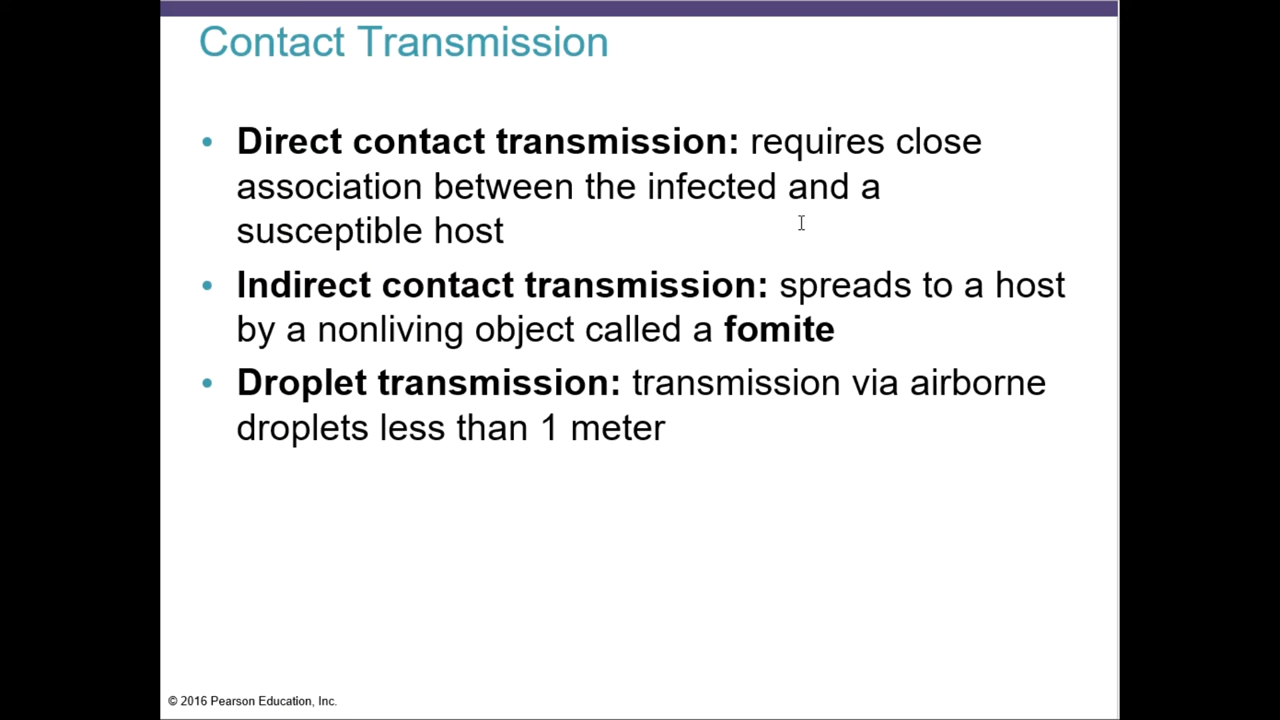 Contact Transmission
• Direct contact transmission: requires close
association between the infected and a
susceptible host
• Indirect contact transmission: spreads to a host
by a nonliving object called a fomite
• Droplet transmission: transmission via airborne
droplets less than 1 meter
© 2016 Pearson Education, Inc.